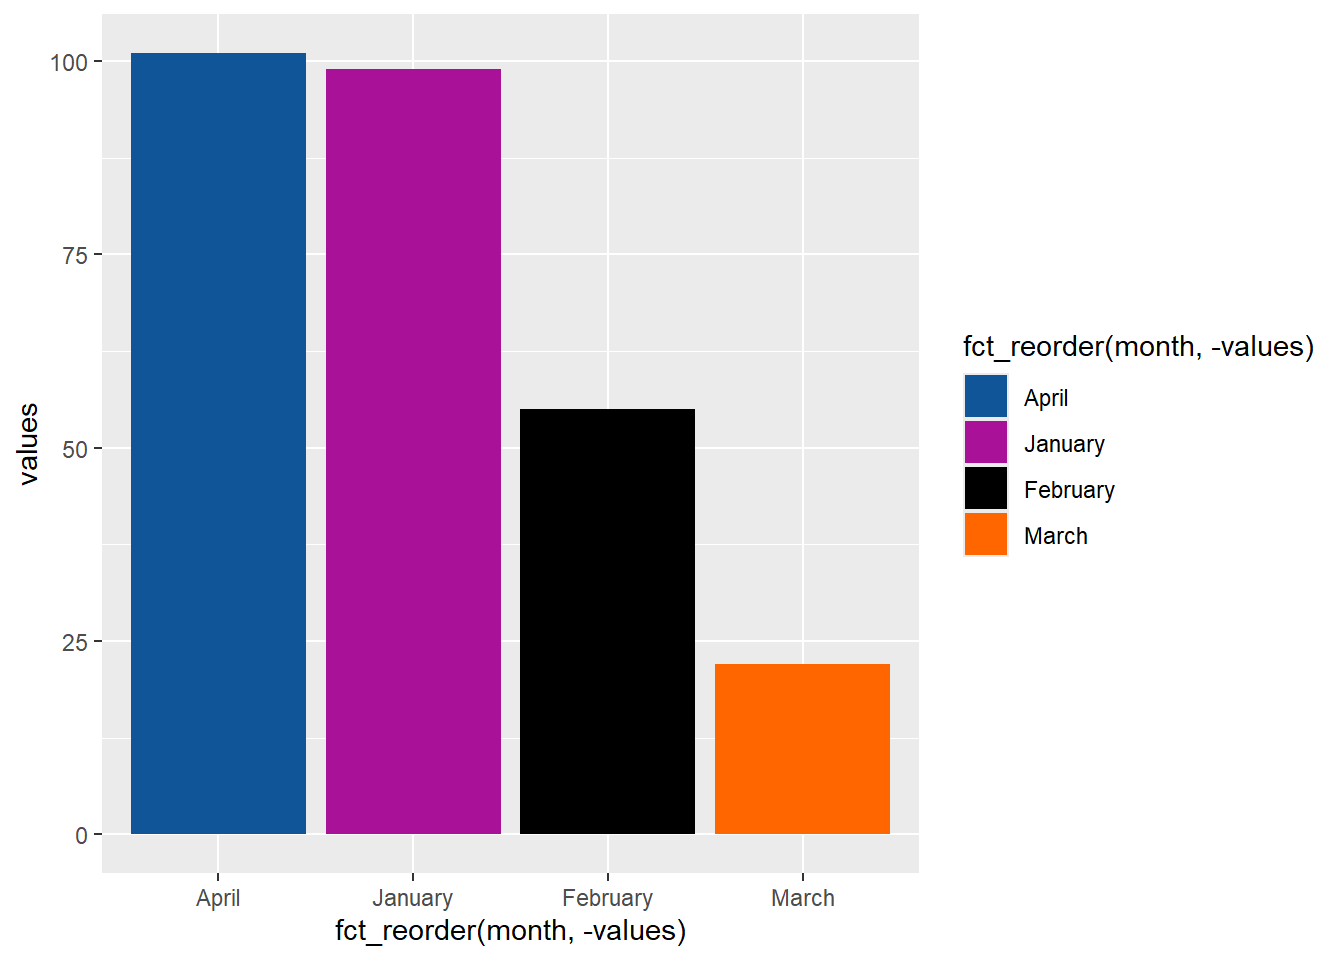 100
75
50
25
0
values
April
January
February
March
fct_reorder(month, -values)
fct_reorder(month, -values)
April
January
February
March